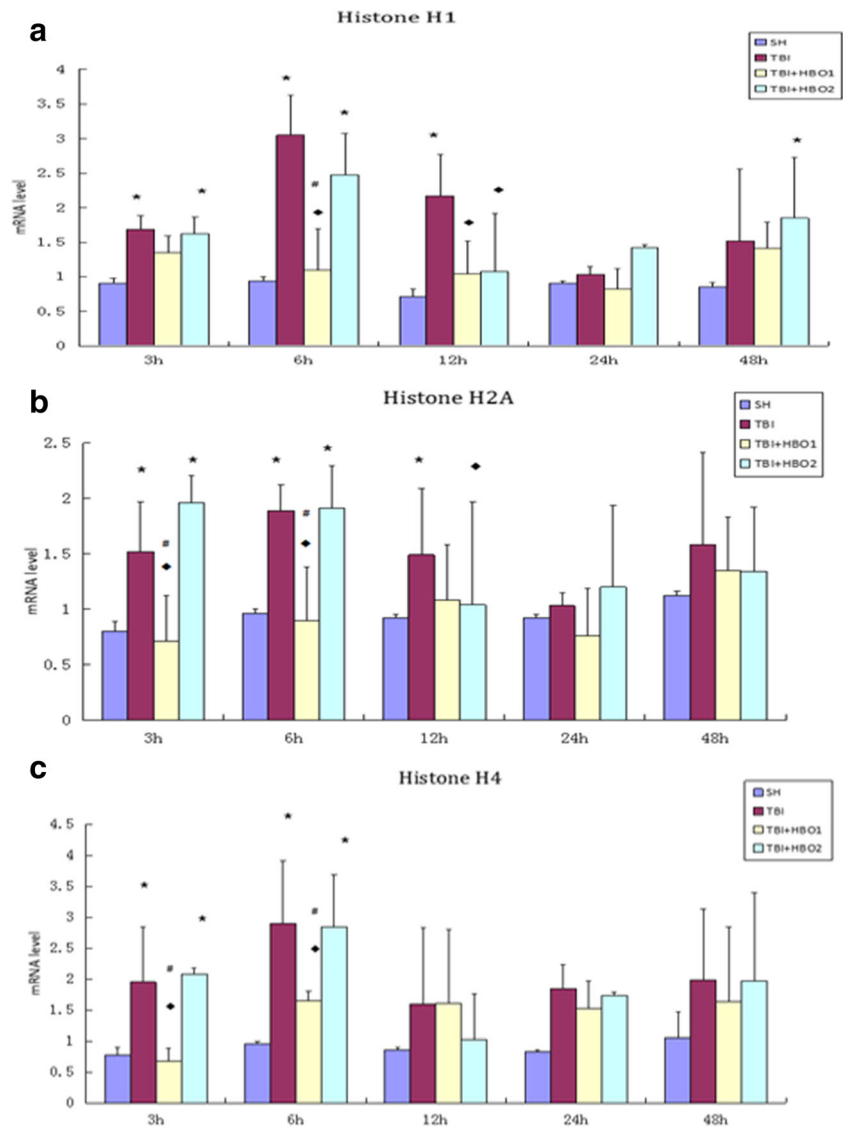 a
Histone H1
SH
TBI
TBI+HBO1
TBI+HBO2
mRNA level
4
3.5
3
2.5
2
1.5
1
0.5
0
* * * * * * # ◆ ◆ ◆
3h 6h 12h 24h 48h
b
Histone H2A
SH
TBI
TBI+HBO1
TBI+HBO2
mRNA level
2.5
2
1.5
1
0.5
0
* * * * * # # ◆ ◆ ◆
3h 6h 12h 24h 48h
c
Histone H4
SH
TBI
TBI+HBO1
TBI+HBO2
mRNA level
4.5
4
3.5
3
2.5
2
1.5
1
0.5
0
* * * * # # ◆ ◆
3h 6h 12h 24h 48h